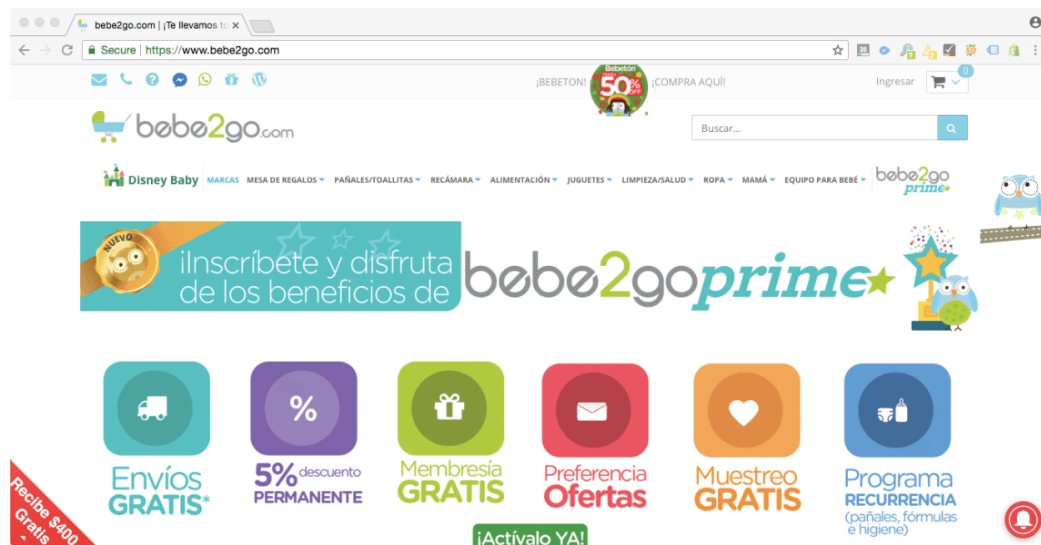 bebe2go.com | ¡Te llevamos to
Secure | https://www.bebe2go.com
¡BEBETON!
Bebetón
50%
OFF
¡COMPRA AQUÍ!
Ingresar
0
bebe2go.com
Buscar...
Disney Baby MARCAS MESA DE REGALOS PAÑALES/TOALLITAS RECÁMARA ALIMENTACIÓN JUGUETES LIMPIEZA/SALUD ROPA MAMÁ EQUIPO PARA BEBÉ
bebe2go
prime
NUEVO
¡Inscríbete y disfruta
de los beneficios de
bebe2goprime
%
Envíos
GRATIS*
5% descuento
PERMANENTE
Membresía
GRATIS
Preferencia
Ofertas
Muestreo
GRATIS
Programa
RECURRENCIA
(pañales, fórmulas
e higiene)
Recibe $400
Gratis
¡Actívalo YA!